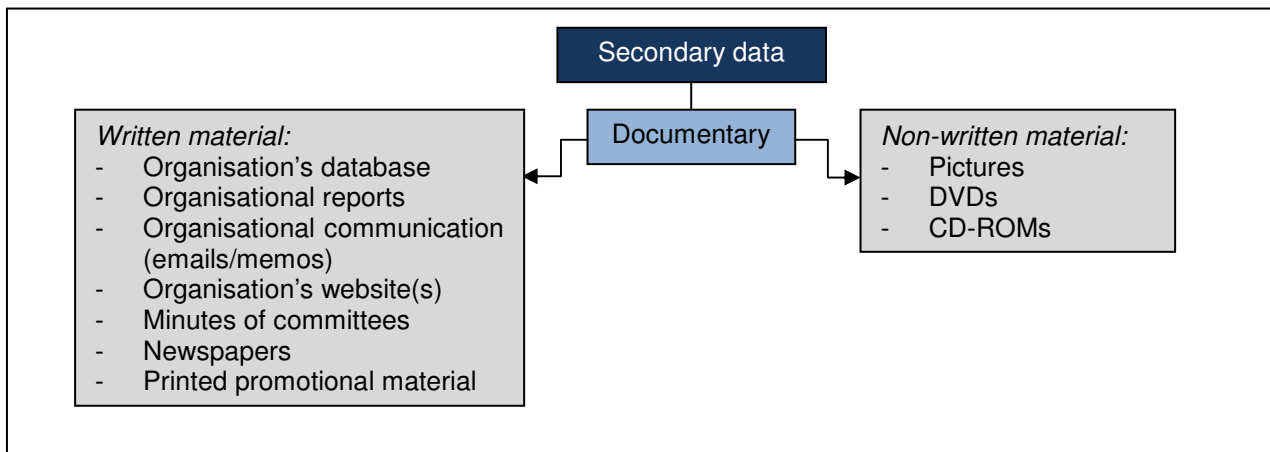 Secondary data
Documentary
Written material:
- Organisation's database
- Organisational reports
- Organisational communication
(emails/memos)
- Organisation's website(s)
- Minutes of committees
- Newspapers
- Printed promotional material
Non-written material:
- Pictures
- DVDs
- CD-ROMs